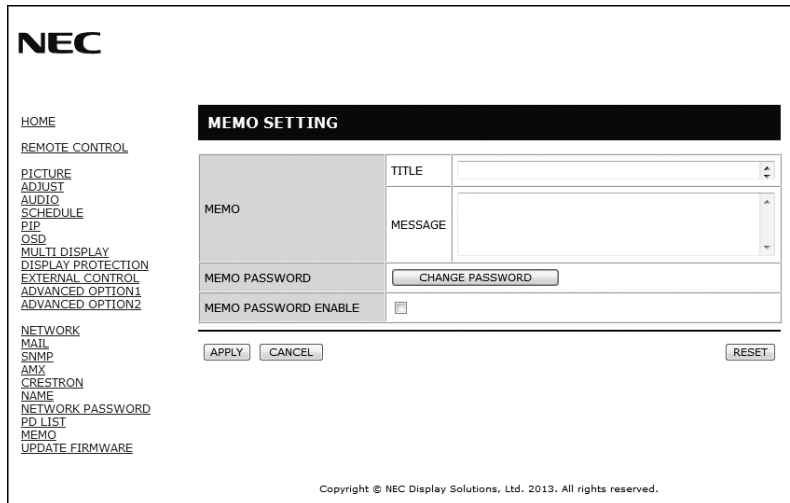 NEC
HOME
REMOTE CONTROL
PICTURE
ADJUST
AUDIO
SCHEDULE
PIP
OSD
MULTI DISPLAY
DISPLAY PROTECTION
EXTERNAL CONTROL
ADVANCED OPTION1
ADVANCED OPTION2
NETWORK
MAIL
SNMP
AMX
CRESTRON
NAME
NETWORK PASSWORD
PD LIST
MEMO
UPDATE FIRMWARE
MEMO SETTING
MEMO
TITLE
MESSAGE
MEMO PASSWORD
CHANGE PASSWORD
MEMO PASSWORD ENABLE
APPLY CANCEL RESET
Copyright © NEC Display Solutions, Ltd. 2013. All rights reserved.